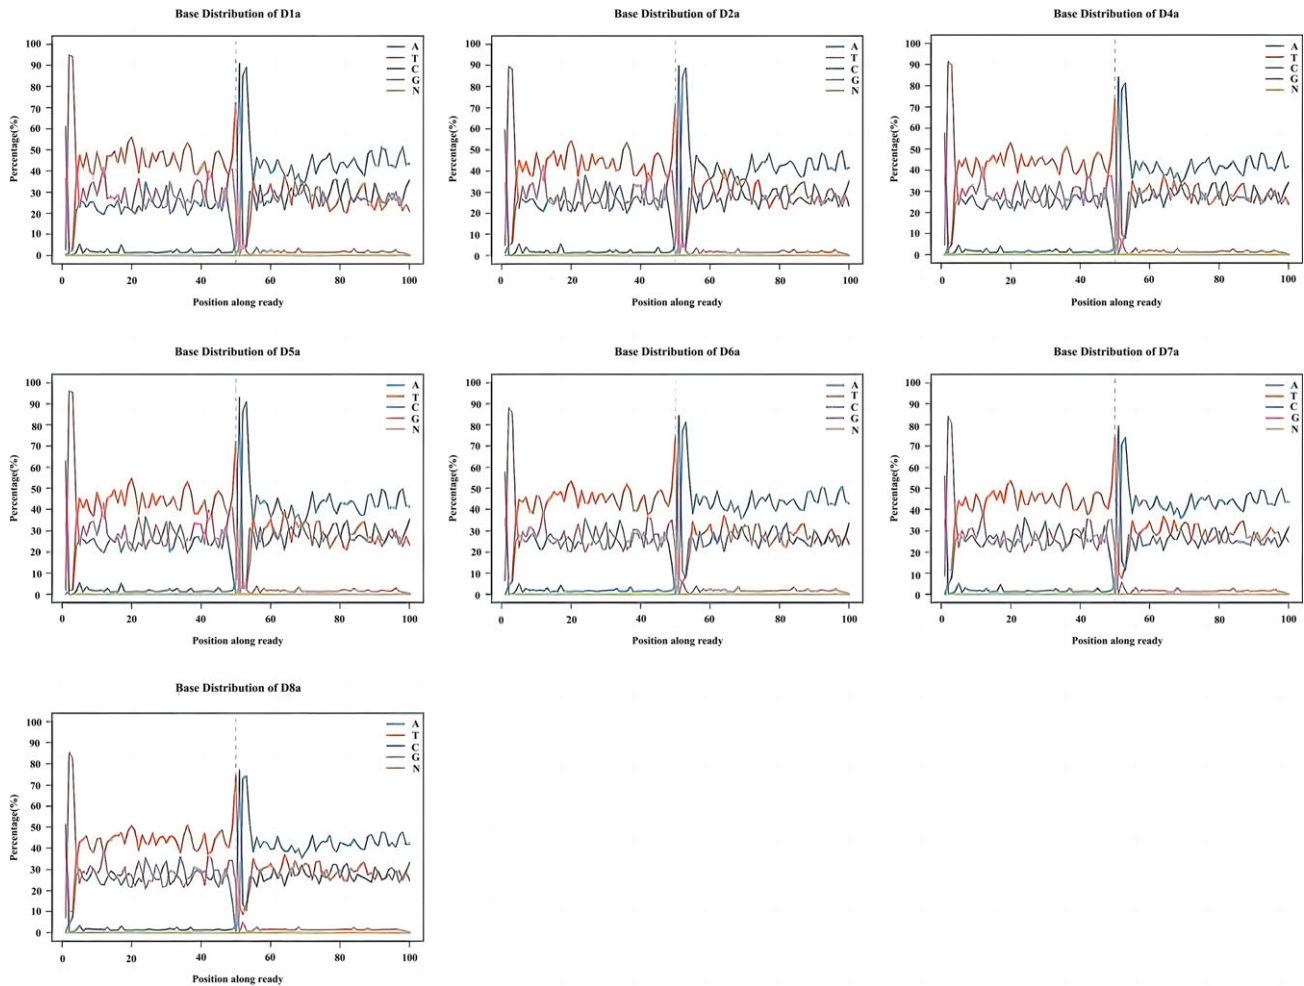 Base Distribution of D1a
Base Distribution of D2a
Base Distribution of D4a
100
90
80
70
60
50
40
30
20
10
0
Percentage(%)
A
T
C
G
N
0
20
40
60
80
100
Position along ready
100
90
80
70
60
50
40
30
20
10
0
Percentage(%)
A
T
C
G
N
0
20
40
60
80
100
Position along ready
100
90
80
70
60
50
40
30
20
10
0
Percentage(%)
A
T
C
G
N
0
20
40
60
80
100
Position along ready
Base Distribution of D5a
Base Distribution of D6a
Base Distribution of D7a
100
90
80
70
60
50
40
30
20
10
0
Percentage(%)
A
T
C
G
N
0
20
40
60
80
100
Position along ready
100
90
80
70
60
50
40
30
20
10
0
Percentage(%)
A
T
C
G
N
0
20
40
60
80
100
Position along ready
100
90
80
70
60
50
40
30
20
10
0
Percentage(%)
A
T
C
G
N
0
20
40
60
80
100
Position along ready
Base Distribution of D8a
100
90
80
70
60
50
40
30
20
10
0
Percentage(%)
A
T
C
G
N
0
20
40
60
80
100
Position along ready